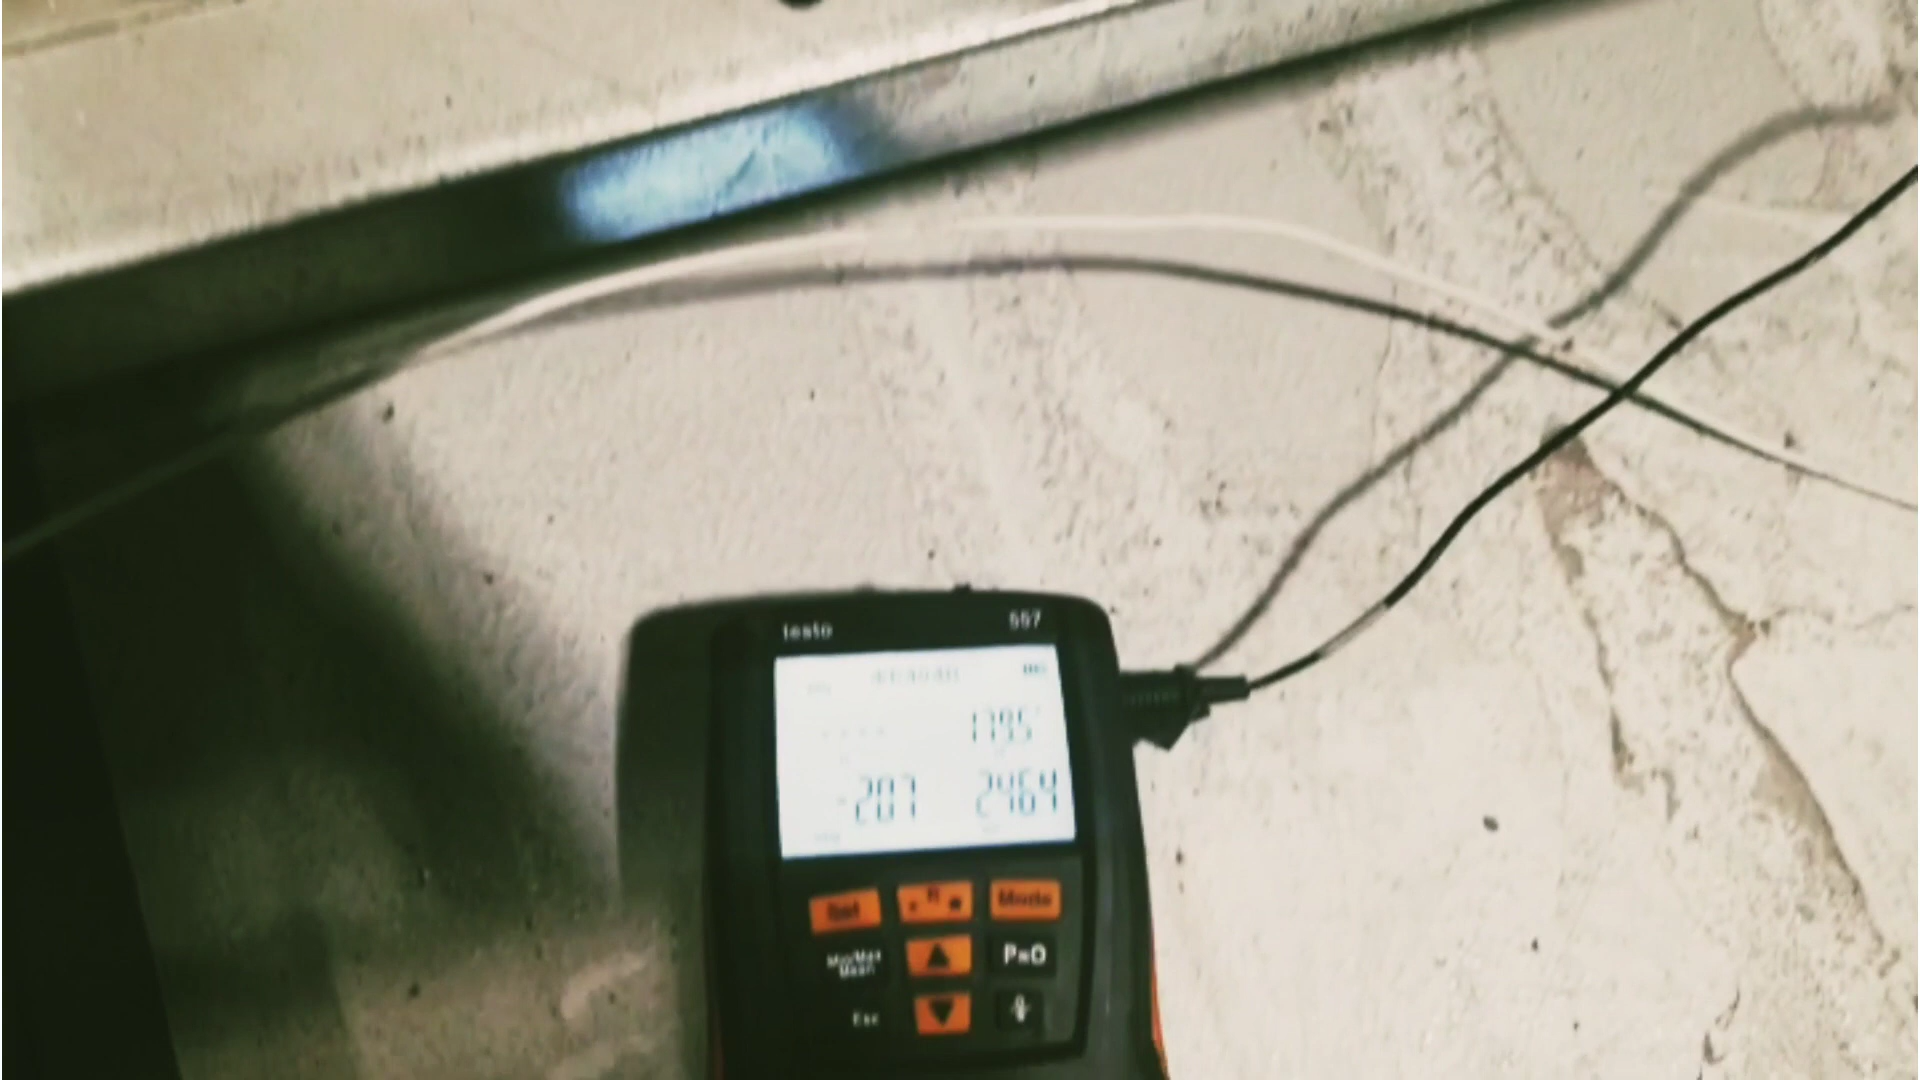 testo 557
1795
-207 2464
Set R Mode
Min/Max P=0
Mean
Esc